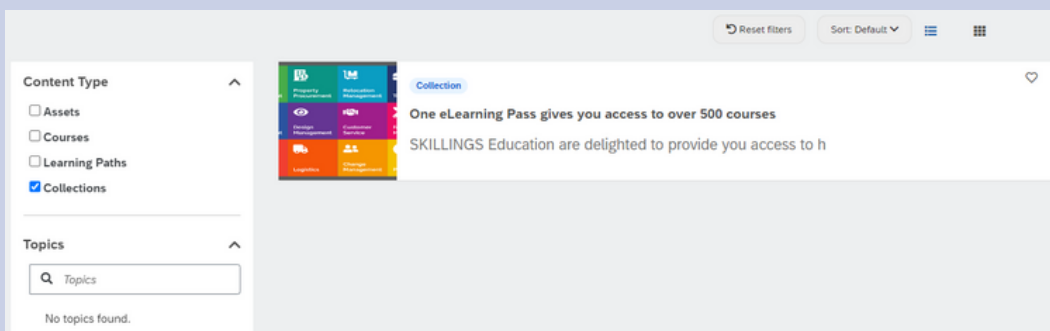 Reset filters
Sort: Default
Content Type
Assets
Courses
Learning Paths
Collections
Topics
Topics
No topics found.
Property Procurement
Relocation Management
Design Management
Customer Service
Logistics
Change Management
Collection
One eLearning Pass gives you access to over 500 courses
SKILLINGS Education are delighted to provide you access to h